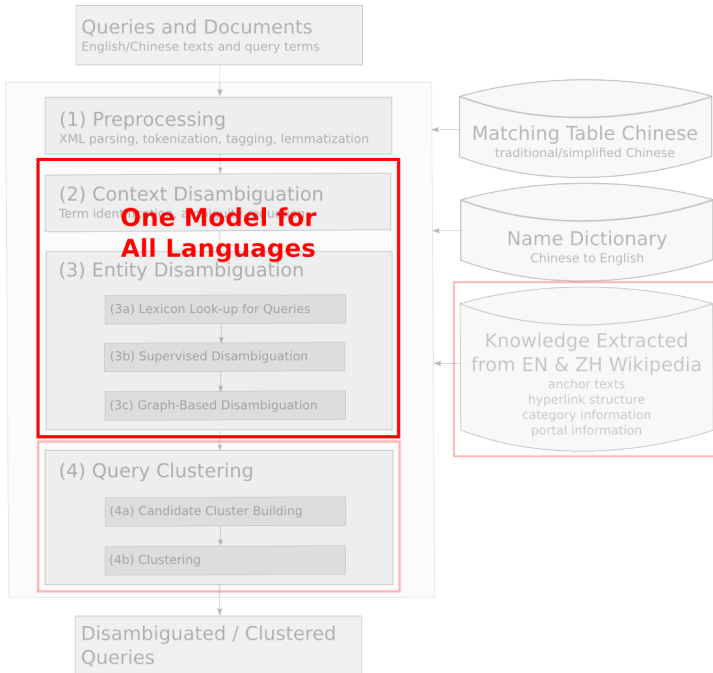 Queries and Documents
English/Chinese texts and query terms
(1) Preprocessing
XML parsing, tokenization, tagging, lemmatization
(2) Context Disambiguation
Term
One Model for
All Languages
(3) Entity Disambiguation
(3a) Lexicon Look-up for Queries
(3b) Supervised Disambiguation
(3c) Graph-Based Disambiguation
(4) Query Clustering
(4a) Candidate Cluster Building
(4b) Clustering
Disambiguated / Clustered
Queries
Matching Table Chinese
traditional/simplified Chinese
Name Dictionary
Chinese to English
Knowledge Extracted
from EN & ZH Wikipedia
anchor texts
hyperlink structure
category information
portal information